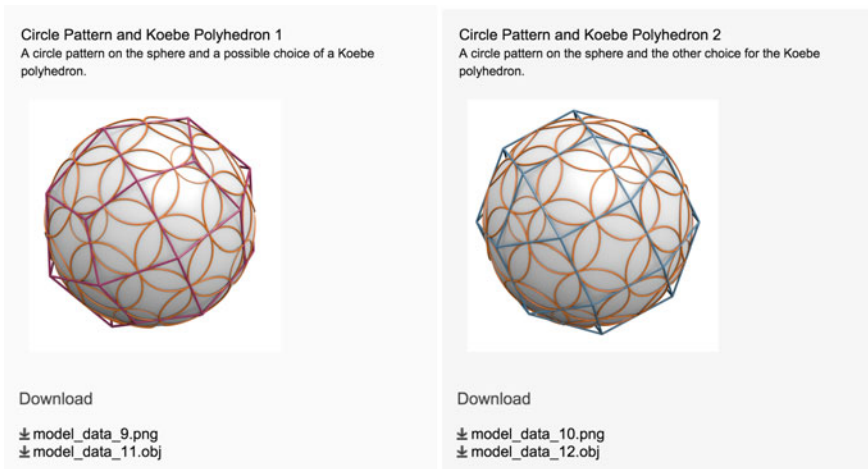 Circle Pattern and Koebe Polyhedron 1
A circle pattern on the sphere and a possible choice of a Koebe
polyhedron.
Download
model_data_9.png
model_data_11.obj
Circle Pattern and Koebe Polyhedron 2
A circle pattern on the sphere and the other choice for the Koebe
polyhedron.
Download
model_data_10.png
model_data_12.obj